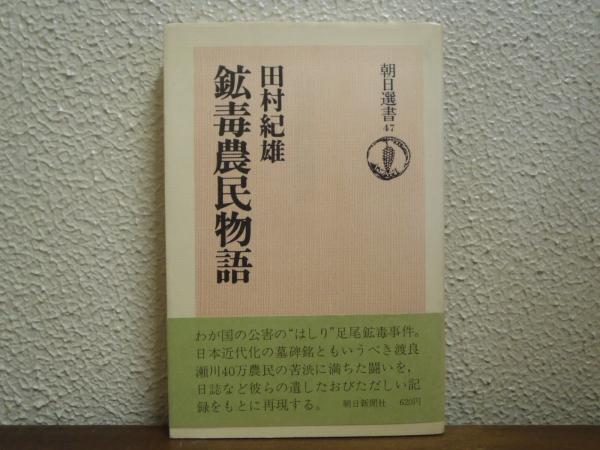 朝日選書 47
田村紀雄
鉱毒農民物語
わが国の公害の“はしり”足尾鉱毒事件。
日本近代化の墓碑銘ともいうべき渡良
瀬川40万農民の苦渋に満ちた闘いを，
日誌など彼らの遺したおびただしい記
録をもとに再現する。 朝日新聞社 620円